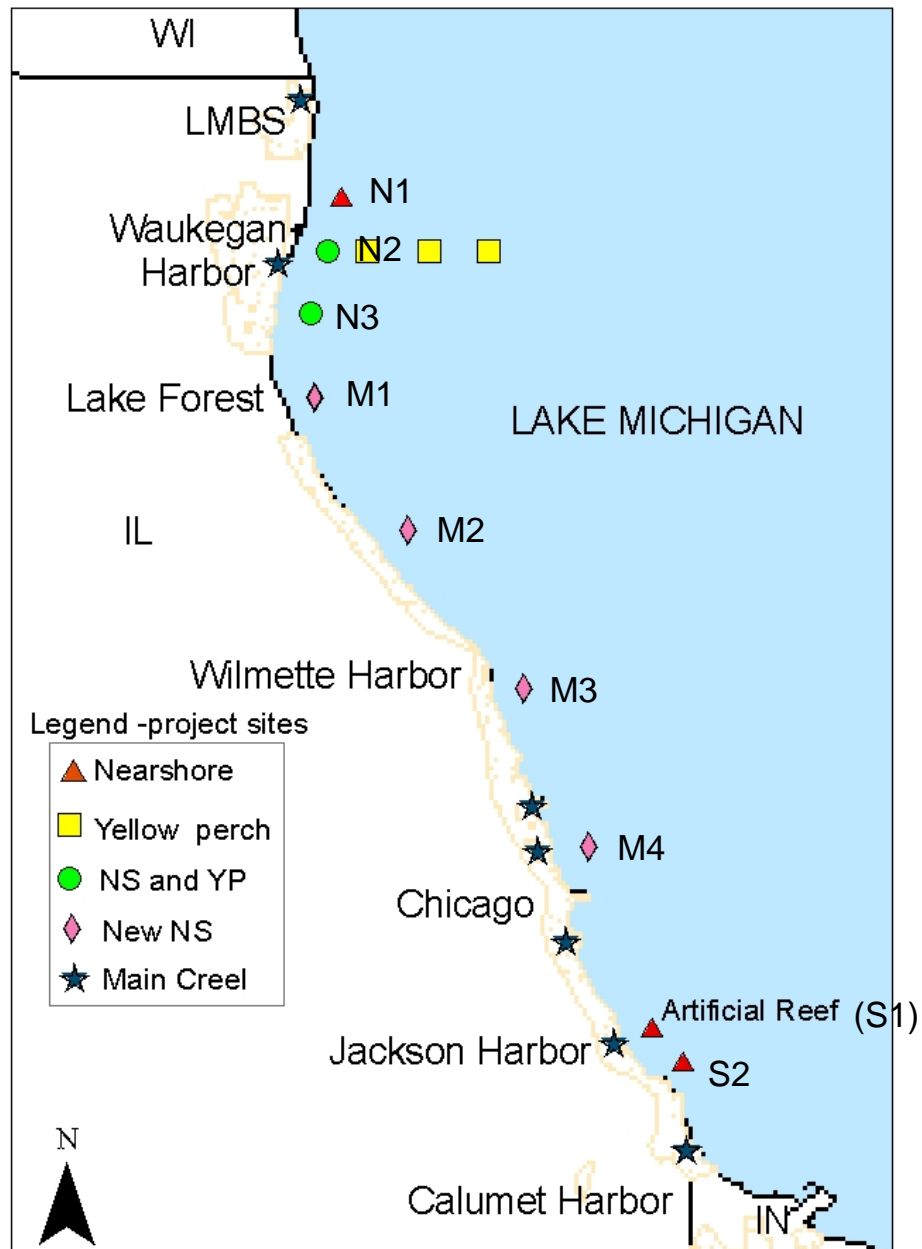 WI
LMBS
N1
Waukegan
Harbor
N2
N3
Lake Forest
M1
LAKE MICHIGAN
IL
M2
Wilmette Harbor
M3
Legend -project sites
Nearshore
Yellow perch
NS and YP
New NS
Main Creel
M4
Chicago
Artificial Reef (S1)
Jackson Harbor
S2
N
Calumet Harbor
IN